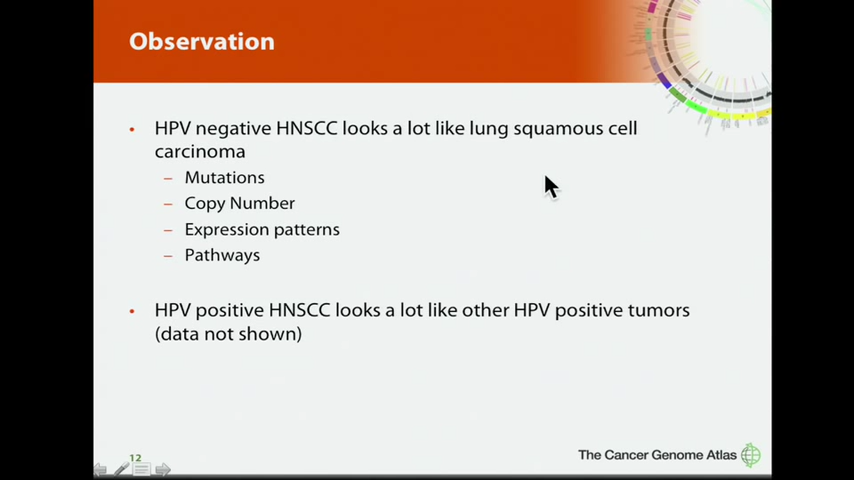 Observation
• HPV negative HNSCC looks a lot like lung squamous cell
carcinoma
– Mutations
– Copy Number
– Expression patterns
– Pathways
• HPV positive HNSCC looks a lot like other HPV positive tumors
(data not shown)
12
The Cancer Genome Atlas